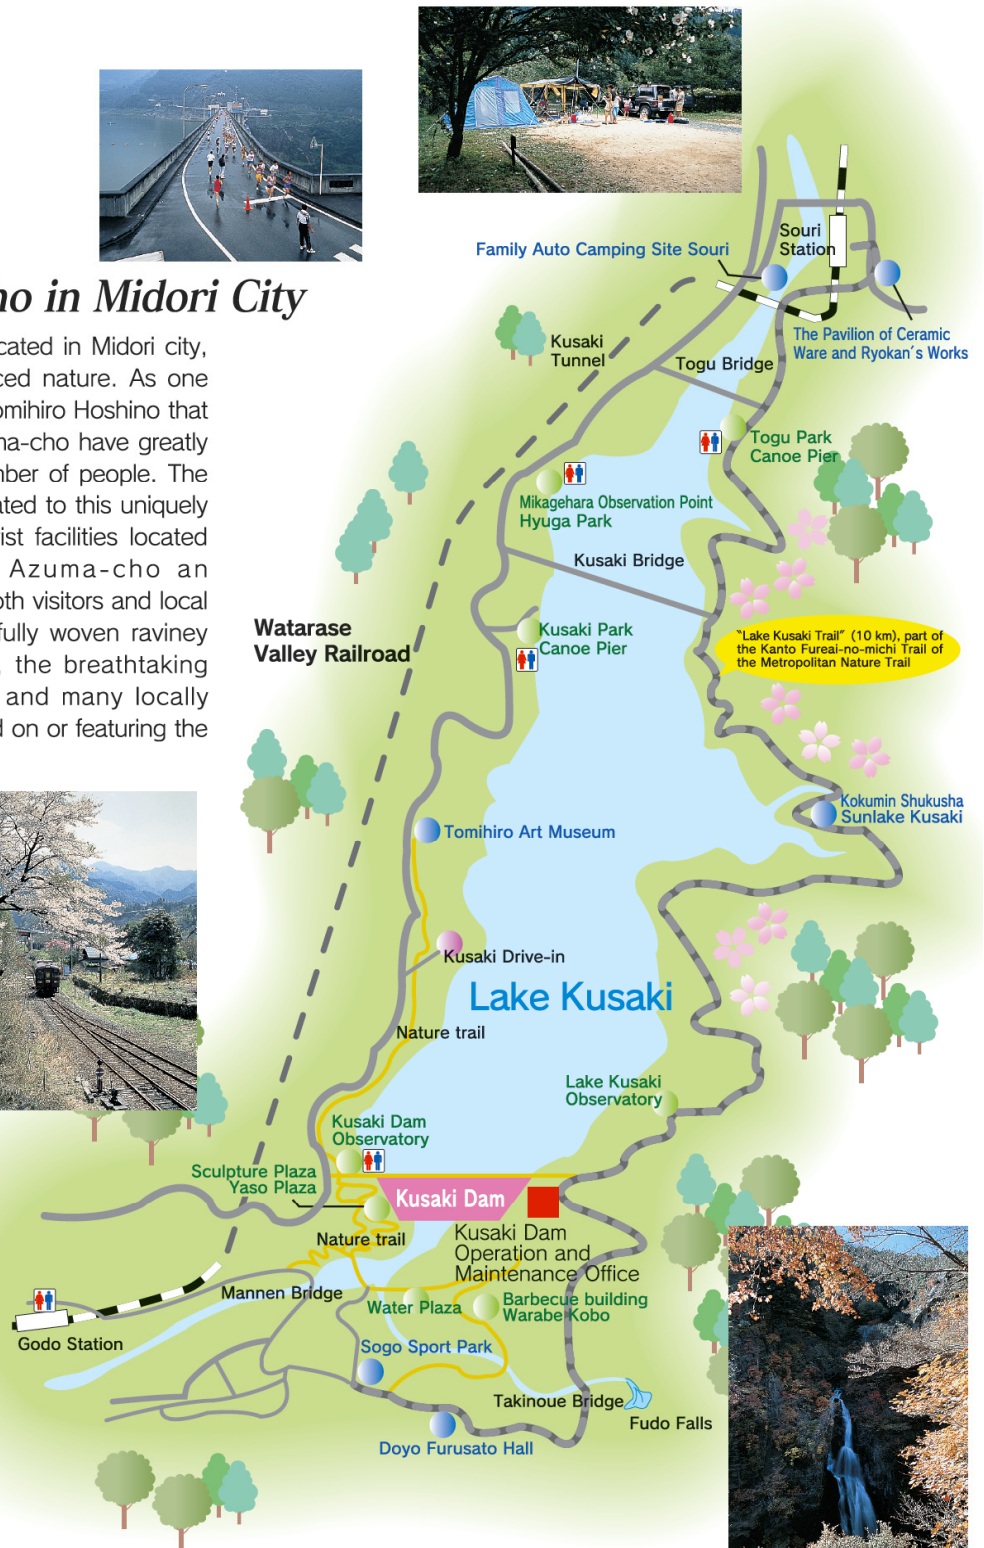 no in Midori City
cated in Midori city,
ced nature. As one
omihiro Hoshino that
ma-cho have greatly
mber of people. The
ated to this uniquely
rist facilities located
Azuma-cho an
oth visitors and local
fully woven raviney
, the breathtaking
and many locally
d on or featuring the
Family Auto Camping Site Souri
Souri
Station
The Pavilion of Ceramic
Ware and Ryokan's Works
Kusaki
Tunnel
Togu Bridge
Togu Park
Canoe Pier
Mikagehara Observation Point
Hyuga Park
Kusaki Bridge
Kusaki Park
Canoe Pier
Watarase
Valley Railroad
"Lake Kusaki Trail" (10 km), part of
the Kanto Fureai-no-michi Trail of
the Metropolitan Nature Trail
Kokumin Shukusha
Sunlake Kusaki
Tomihiro Art Museum
Kusaki Drive-in
Lake Kusaki
Nature trail
Lake Kusaki
Observatory
Kusaki Dam
Observatory
Sculpture Plaza
Yaso Plaza
Kusaki Dam
Nature trail
Kusaki Dam
Operation and
Maintenance Office
Mannen Bridge
Water Plaza
Barbecue building
Warabe Kobo
Godo Station
Sogo Sport Park
Takinoue Bridge
Fudo Falls
Doyo Furusato Hall